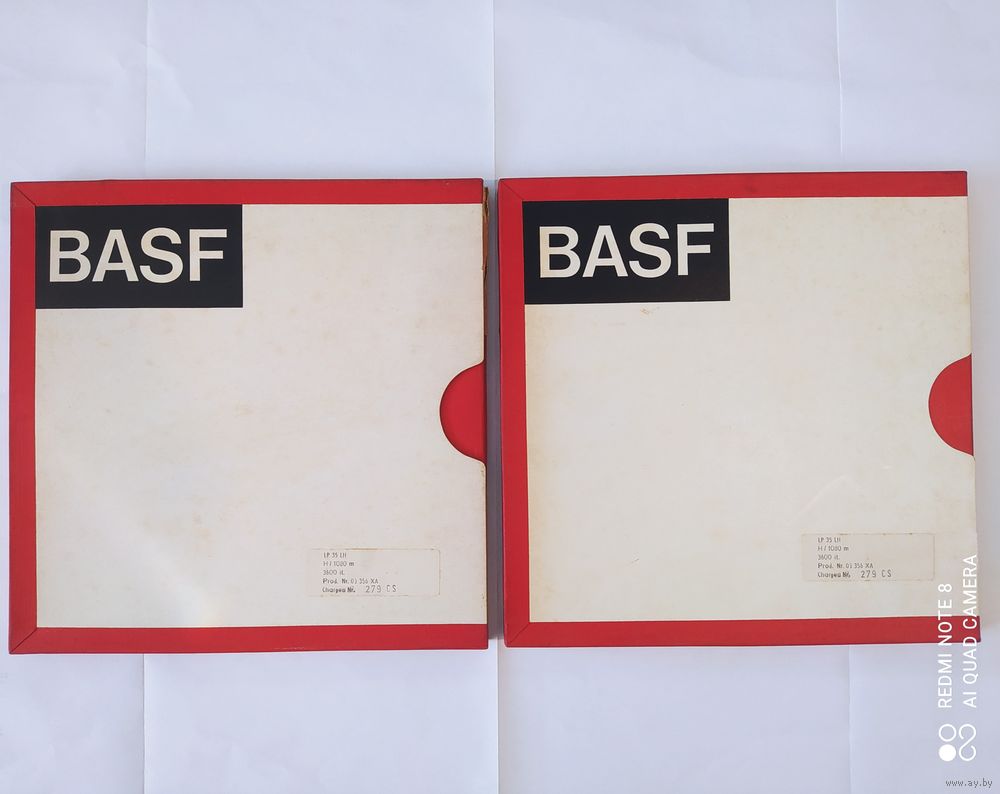 BASF
LP 35 LH
H / 1080 m
3600 ft.
Prod. Nr. 01 356 XA
Chargen Nr. 279 CS
BASF
LP 35 LH
H / 1080 m
3600 ft.
Prod. Nr. 01 356 XA
Chargen Nr. 279 CS
REDMI NOTE 8
AI QUAD CAMERA
www.ay.by